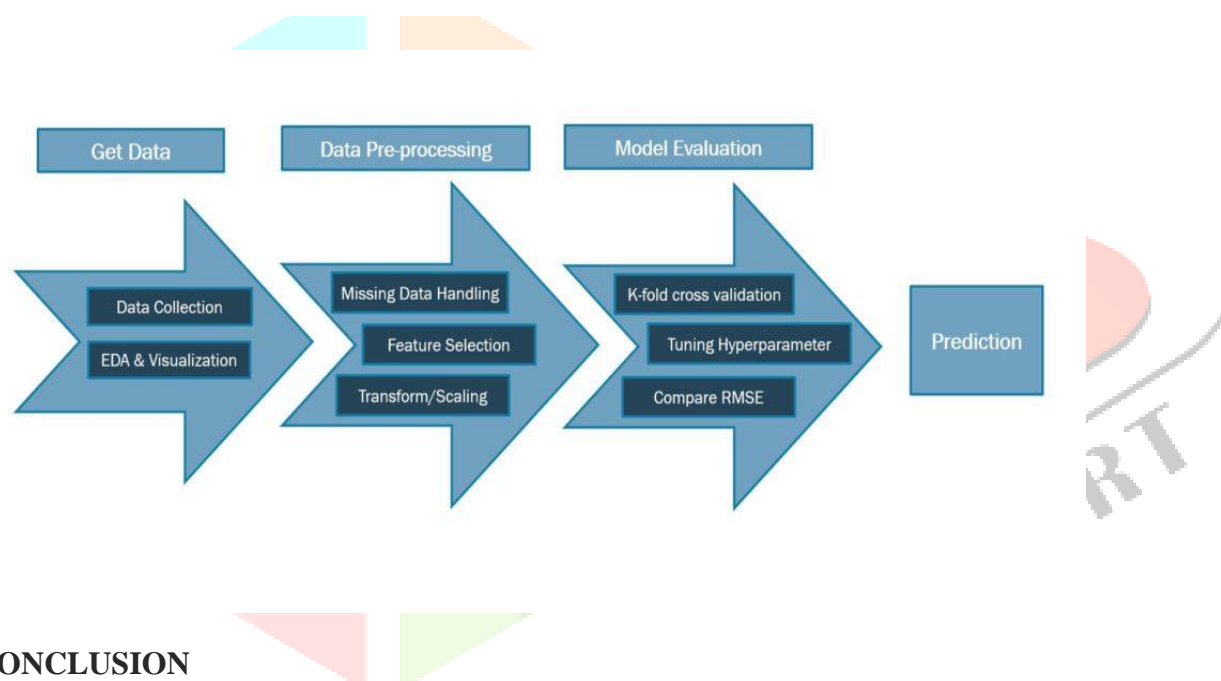 Get Data
Data Pre-processing
Model Evaluation
Data Collection
EDA & Visualization
Missing Data Handling
Feature Selection
Transform/Scaling
K-fold cross validation
Tuning Hyperparameter
Compare RMSE
Prediction
RT
ONCLUSION